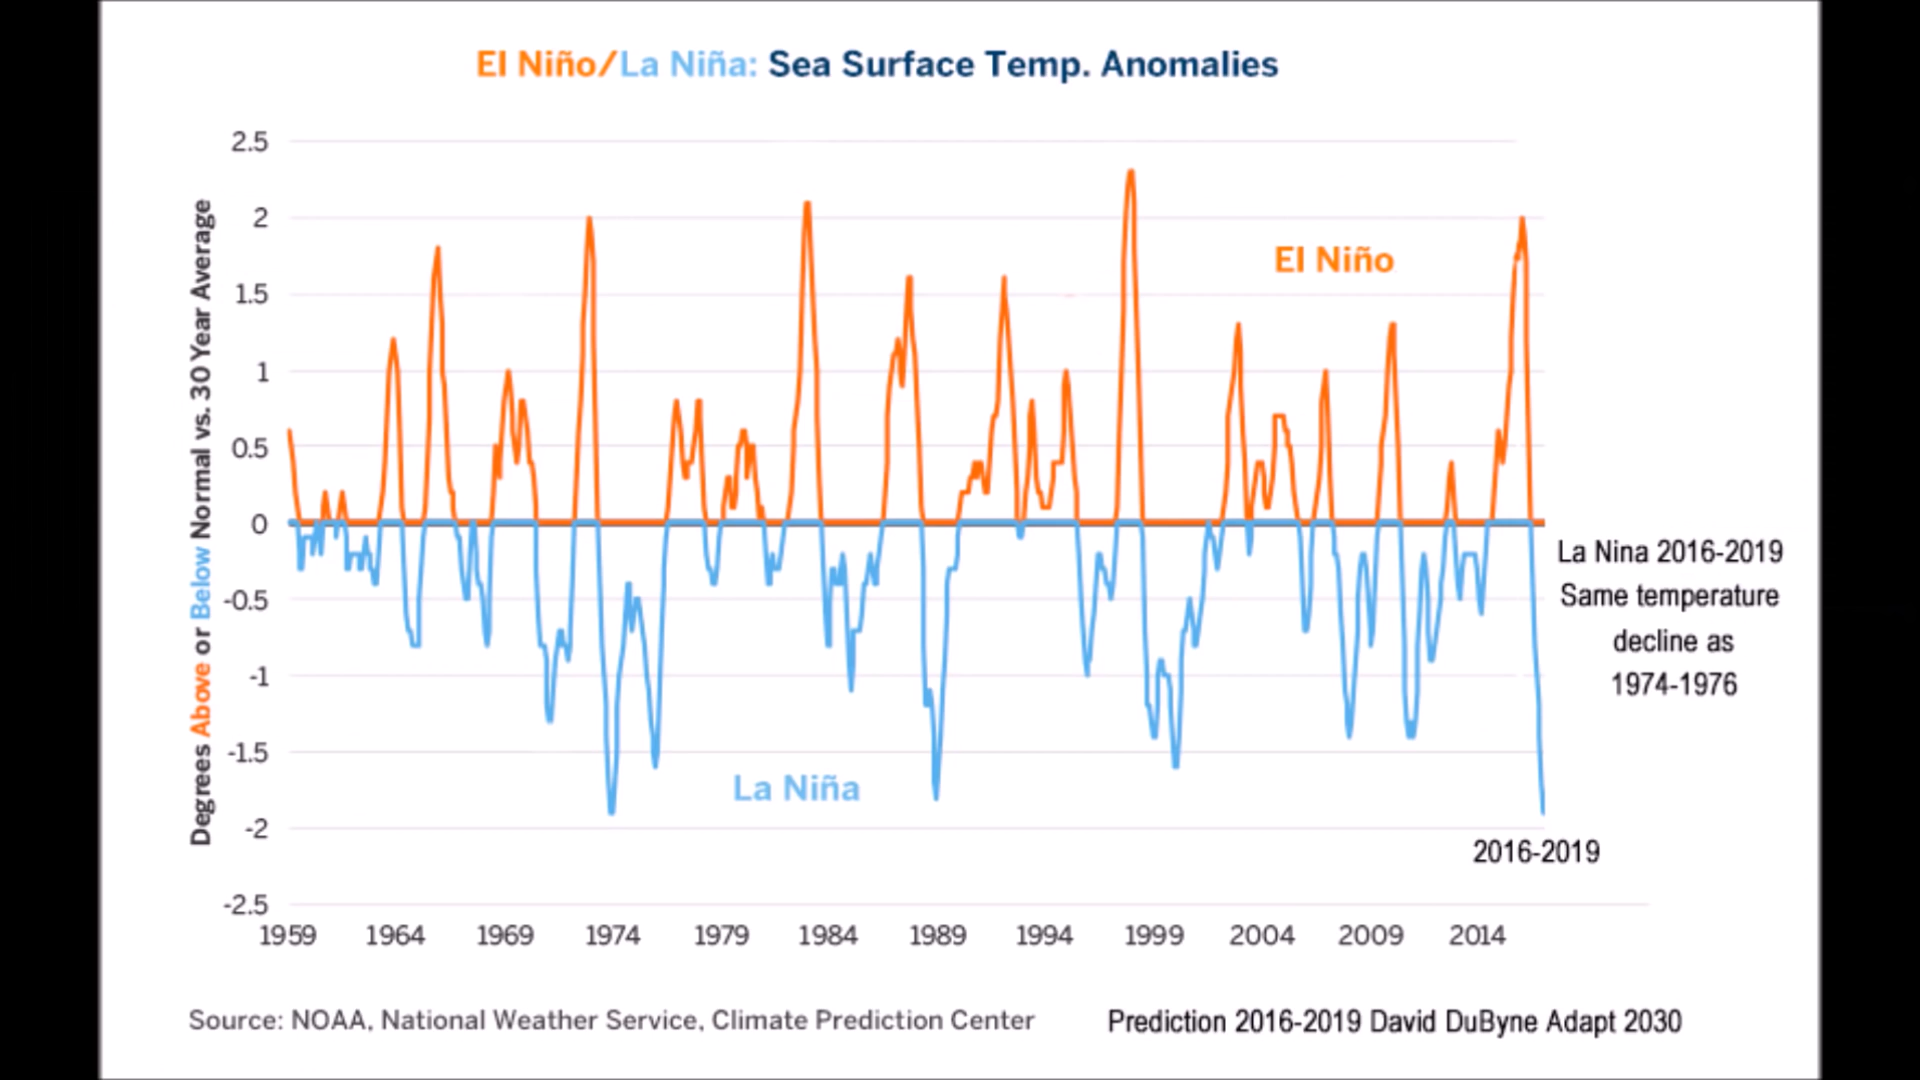 El Niño/La Niña: Sea Surface Temp. Anomalies
Degrees Above or Below Normal vs. 30 Year Average
2.5
2
1.5
1
0.5
0
-0.5
-1
-1.5
-2
-2.5
El Niño
La Niña
La Nina 2016-2019
Same temperature
decline as
1974-1976
2016-2019
1959 1964 1969 1974 1979 1984 1989 1994 1999 2004 2009 2014
Source: NOAA, National Weather Service, Climate Prediction Center
Prediction 2016-2019 David DuByne Adapt 2030